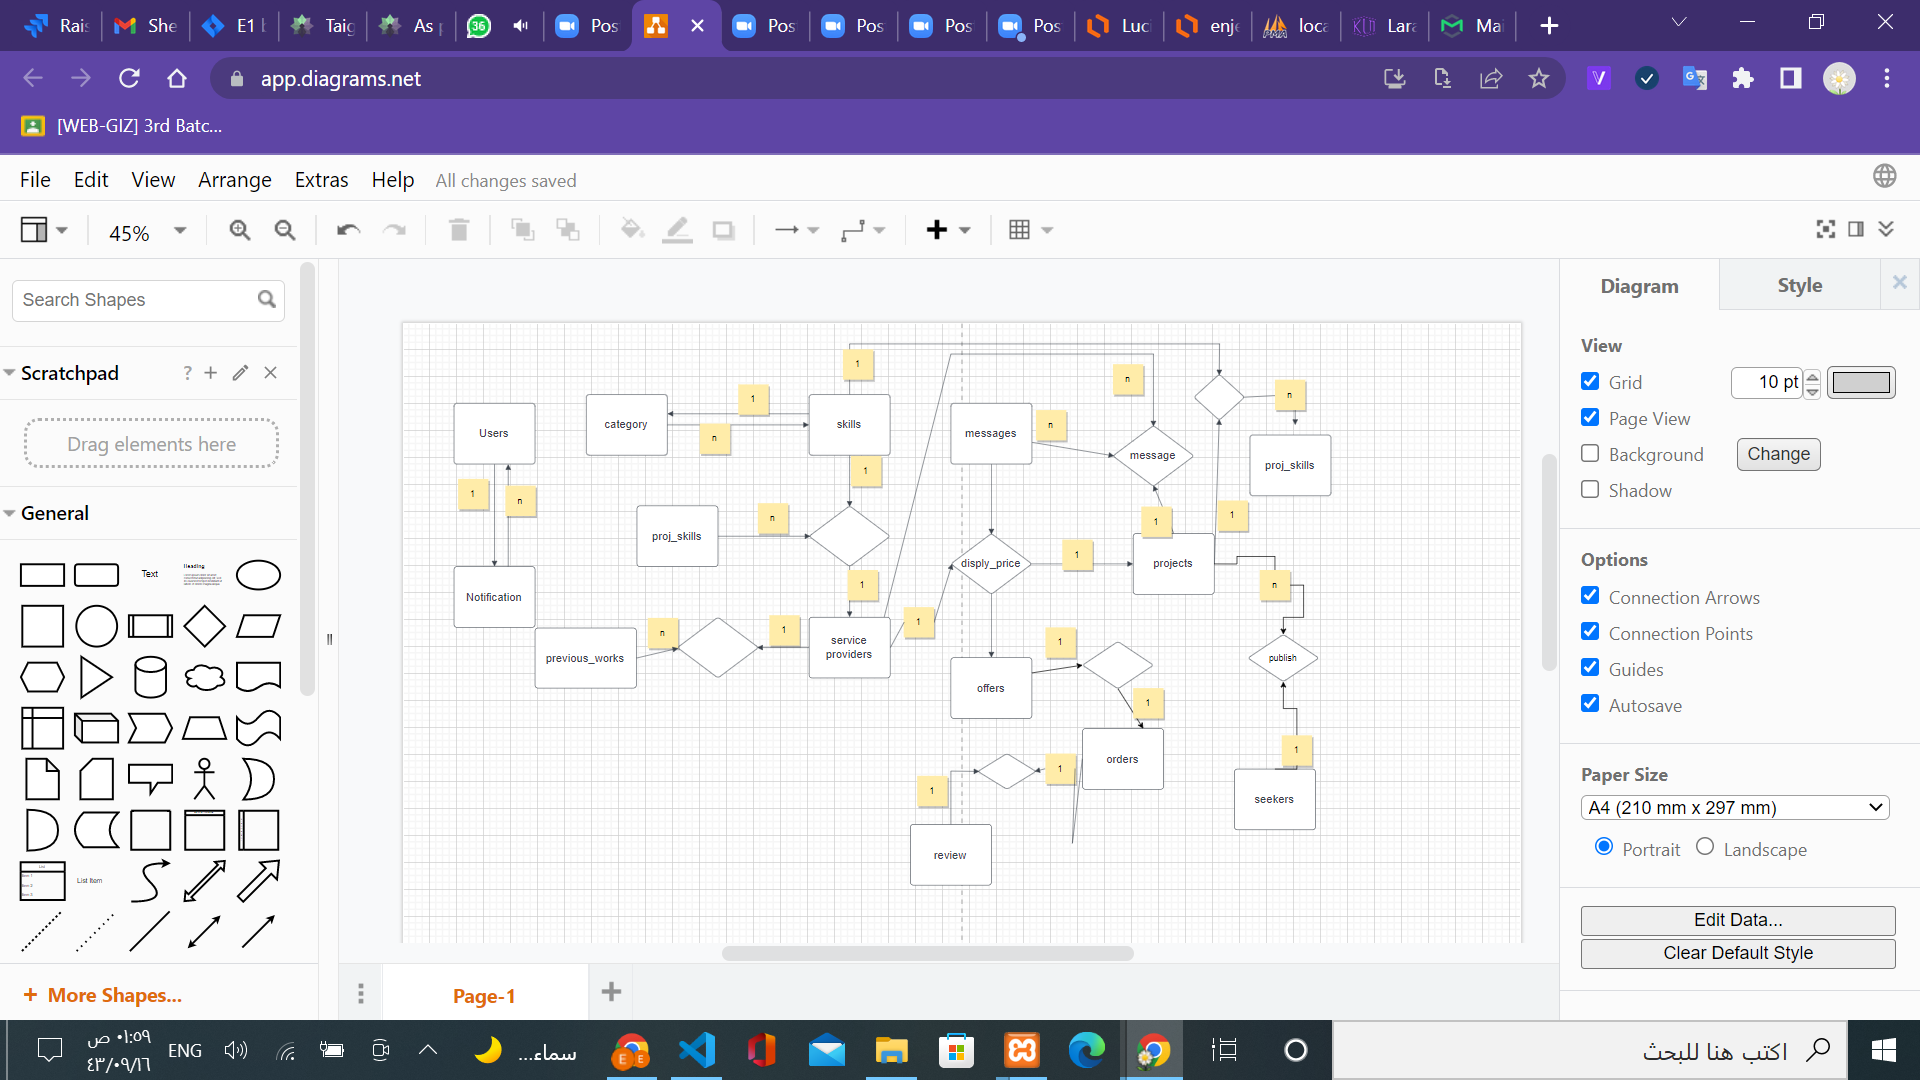 Rais
She
E1 b
Taig
As p
36
Pos
Pos
Pos
Pos
Pos
Luci
enje
loca
Lara
Mai
app.diagrams.net
[WEB-GIZ] 3rd Batc...
File Edit View Arrange Extras Help All changes saved
45%
Search Shapes
Scratchpad
?
Drag elements here
General
Text
Heading
List Item
More Shapes...
1
n
1
n
Users
category
1
skills
messages
n
message
n
proj_skills
1
n
1
proj_skills
n
1
disply_price
1
1
projects
1
n
Notification
n
1
1
previous_works
service
providers
1
offers
1
publish
1
orders
1
1
1
seekers
review
Page-1
Diagram
Style
View
Grid
10 pt
Page View
Background
Change
Shadow
Options
Connection Arrows
Connection Points
Guides
Autosave
Paper Size
A4 (210 mm x 297 mm)
Portrait
Landscape
Edit Data...
Clear Default Style
٠١:٥٩ ص
٤٣/٠٩/١٦
ENG
سماء...
E E
اكتب هنا للبحث